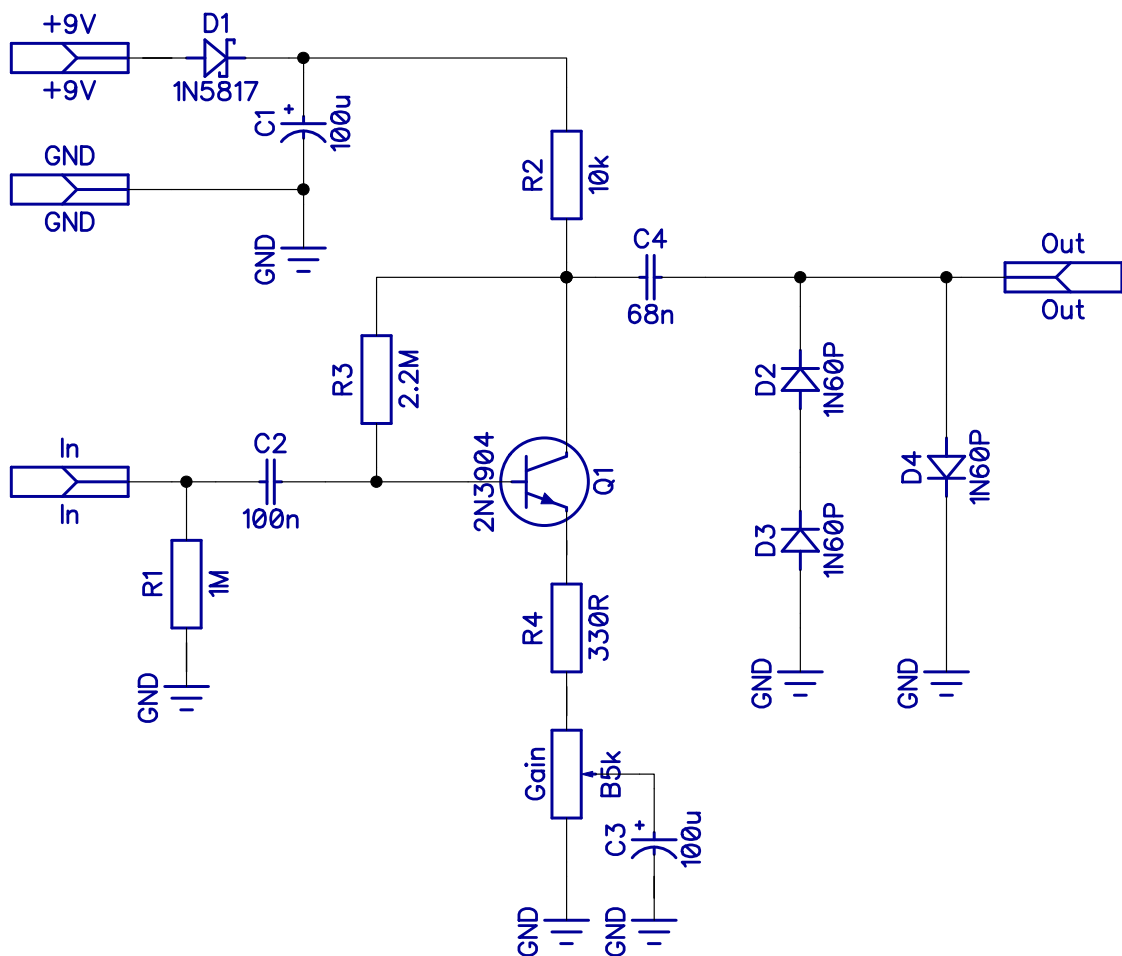 +9V
+9V
D1
1N5817
C1
+
100u
GND
GND
GND
R2
10k
C4
68n
Out
Out
R3
2.2M
D2
1N60P
In
In
C2
100n
2N3904
Q1
D4
1N60P
D3
1N60P
R1
1M
GND
R4
330R
GND
GND
Gain
B5k
C3
+
100u
GND
GND